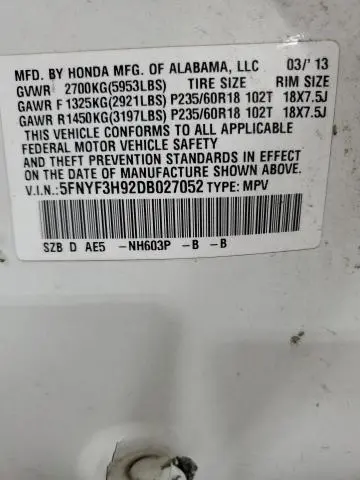 MFD. BY HONDA MFG. OF ALABAMA, LLC 03/'13
GVWR 2700KG(5953LBS) TIRE SIZE RIM SIZE
GAWR F 1325KG(2921LBS) P235/60R18 102T 18X7.5J
GAWR R1450KG(3197LBS) P235/60R18 102T 18X7.5J
THIS VEHICLE CONFORMS TO ALL APPLICABLE
FEDERAL MOTOR VEHICLE SAFETY
STANDARDS IN EFFECT ON THE DATE OF
MANUFACTURE SHOWN ABOVE.
V.I.N.: 5FNYF3H92DB027052 TYPE: MPV
SZB D AE5 -NH603P -B -B